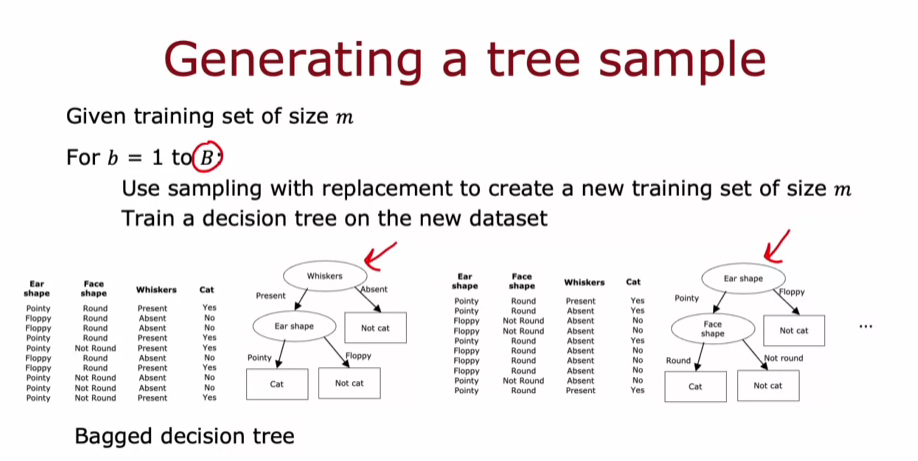 Generating a tree sample
Given training set of size m
For b = 1 to B:
Use sampling with replacement to create a new training set of size m
Train a decision tree on the new dataset
Ear shape Face shape Whiskers Cat
Pointy Round Present Yes
Floppy Round Absent No
Floppy Round Absent No
Pointy Round Present Yes
Pointy Not Round Present Yes
Floppy Round Absent No
Floppy Round Present Yes
Pointy Not Round Absent No
Pointy Not Round Absent No
Pointy Not Round Present Yes
Whiskers
Present
Absent
Ear shape
Not cat
Pointy
Floppy
Cat
Not cat
Ear shape Face shape Whiskers Cat
Pointy Round Present Yes
Pointy Round Absent Yes
Floppy Not Round Absent No
Floppy Not Round Absent No
Pointy Round Absent Yes
Floppy Round Absent No
Floppy Round Absent No
Floppy Round Absent No
Pointy Not Round Absent No
Pointy Round Present Yes
Ear shape
Pointy
Floppy
Face shape
Not cat
Round
Not round
Cat
Not cat
...
Bagged decision tree